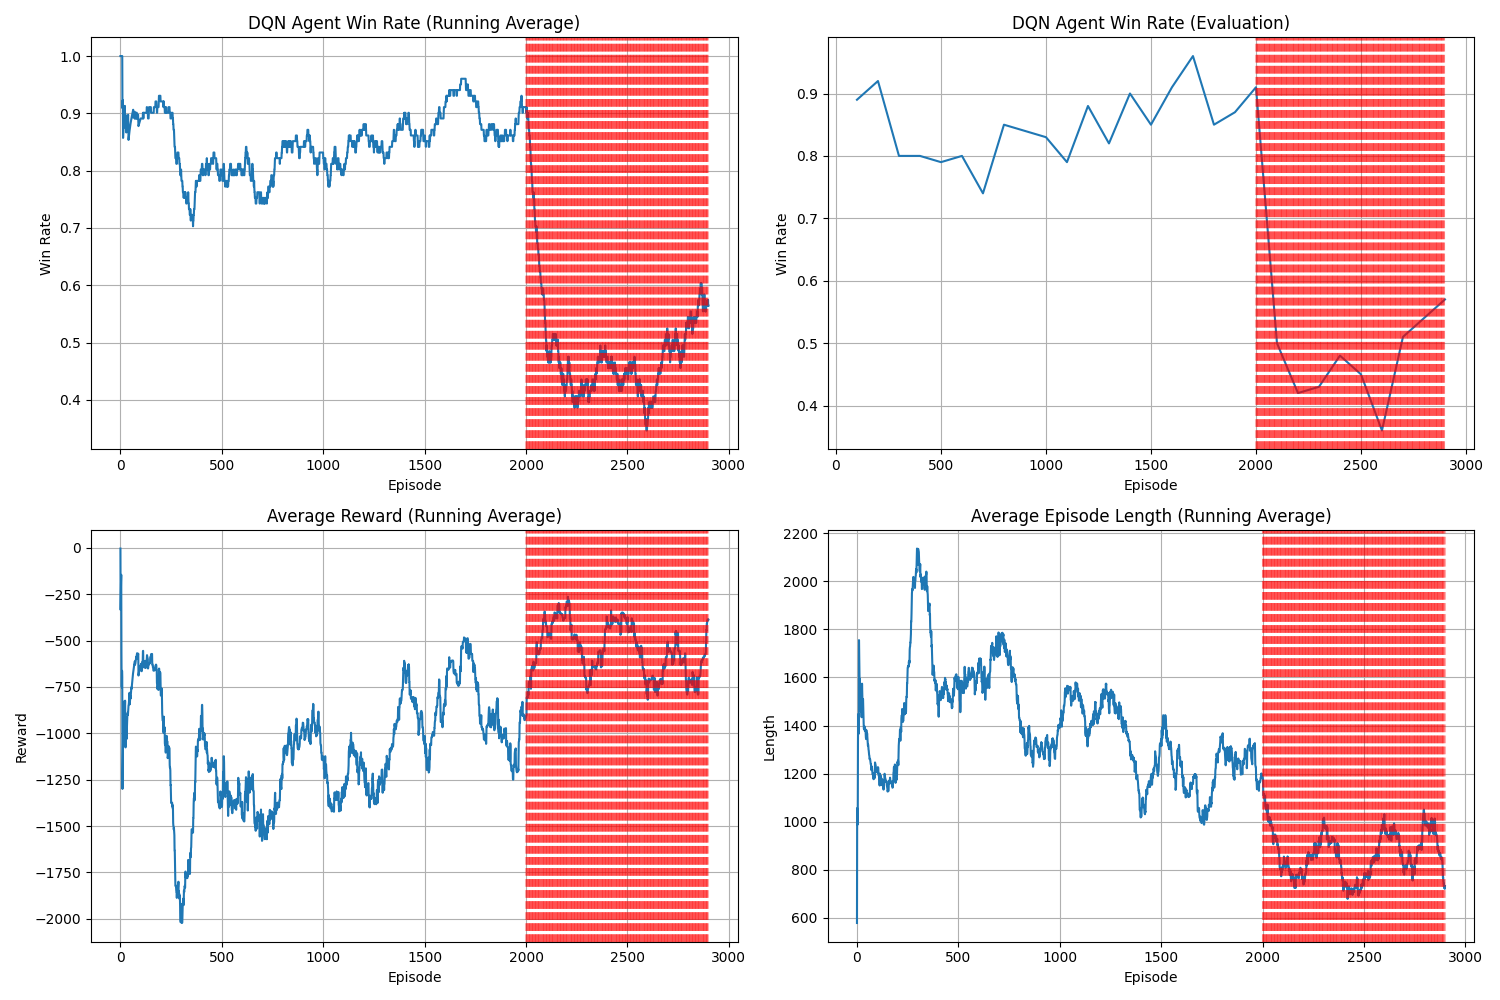 DQN Agent Win Rate (Running Average)
1.0
0.9
0.8
0.7
0.6
0.5
0.4
Win Rate
0 500 1000 1500 2000 2500 3000
Episode
DQN Agent Win Rate (Evaluation)
0.9
0.8
0.7
0.6
0.5
0.4
Win Rate
0 500 1000 1500 2000 2500 3000
Episode
Average Reward (Running Average)
0
−250
−500
−750
−1000
−1250
−1500
−1750
−2000
Reward
0 500 1000 1500 2000 2500 3000
Episode
Average Episode Length (Running Average)
2200
2000
1800
1600
1400
1200
1000
800
600
Length
0 500 1000 1500 2000 2500 3000
Episode